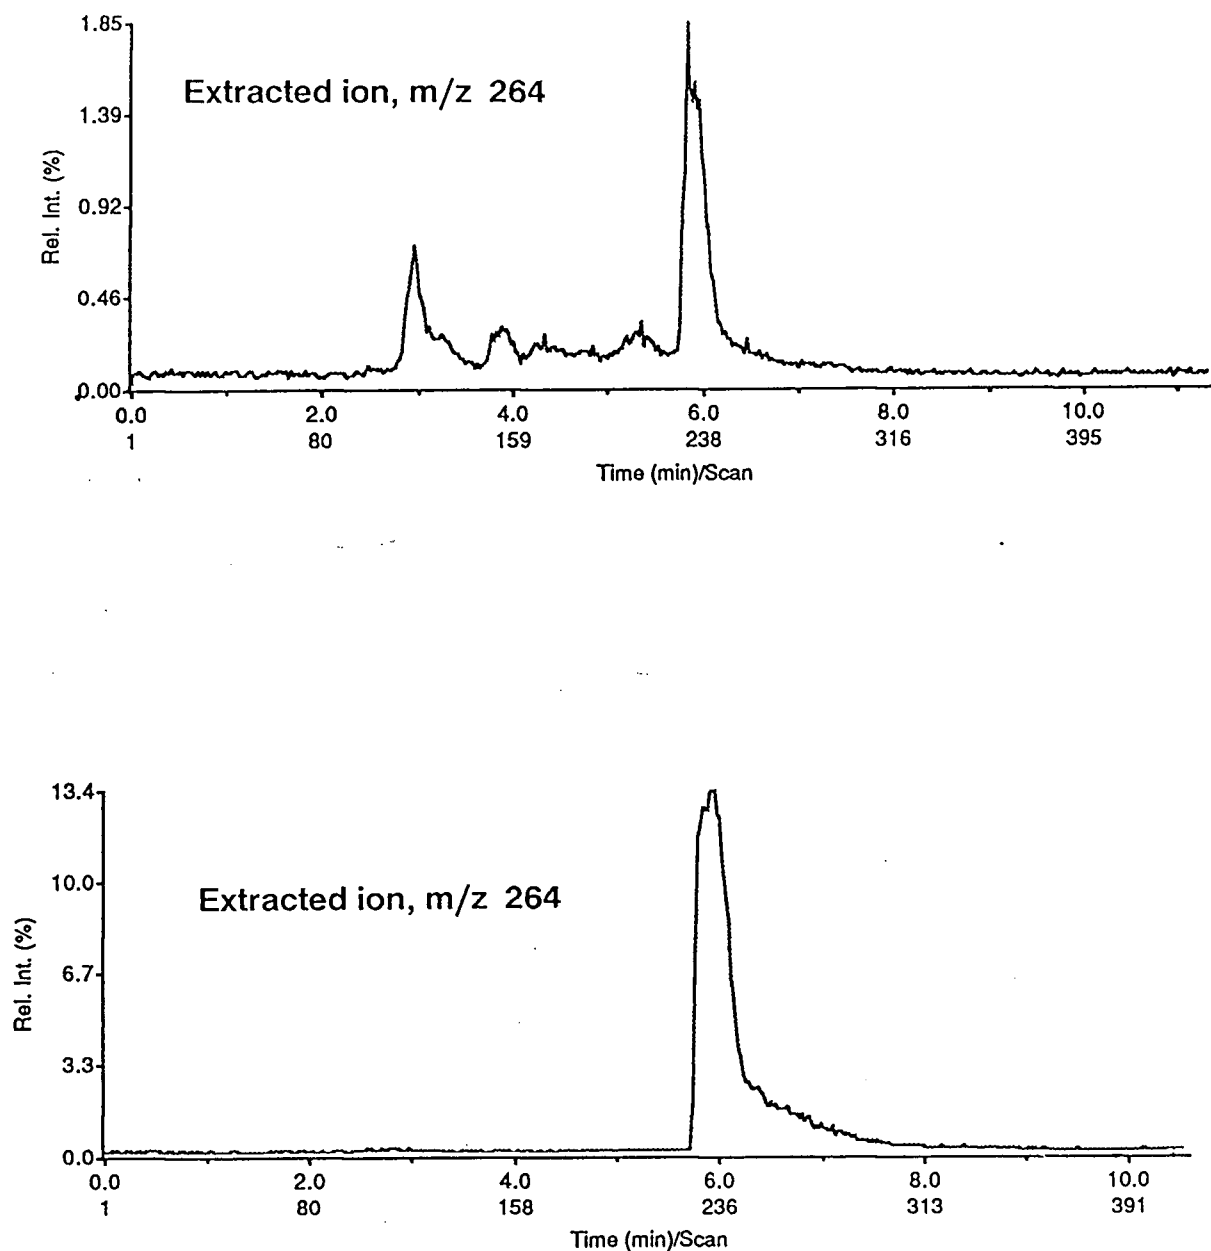 1.85
Extracted ion, m/z 264
1.39
Rel. Int. (%)
0.92
0.46
0.00
0.0 2.0 4.0 6.0 8.0 10.0
1 80 159 238 316 395
Time (min)/Scan
13.4
10.0
Extracted ion, m/z 264
6.7
Rel. Int. (%)
3.3
0.0
0.0 2.0 4.0 6.0 8.0 10.0
1 80 158 236 313 391
Time (min)/Scan